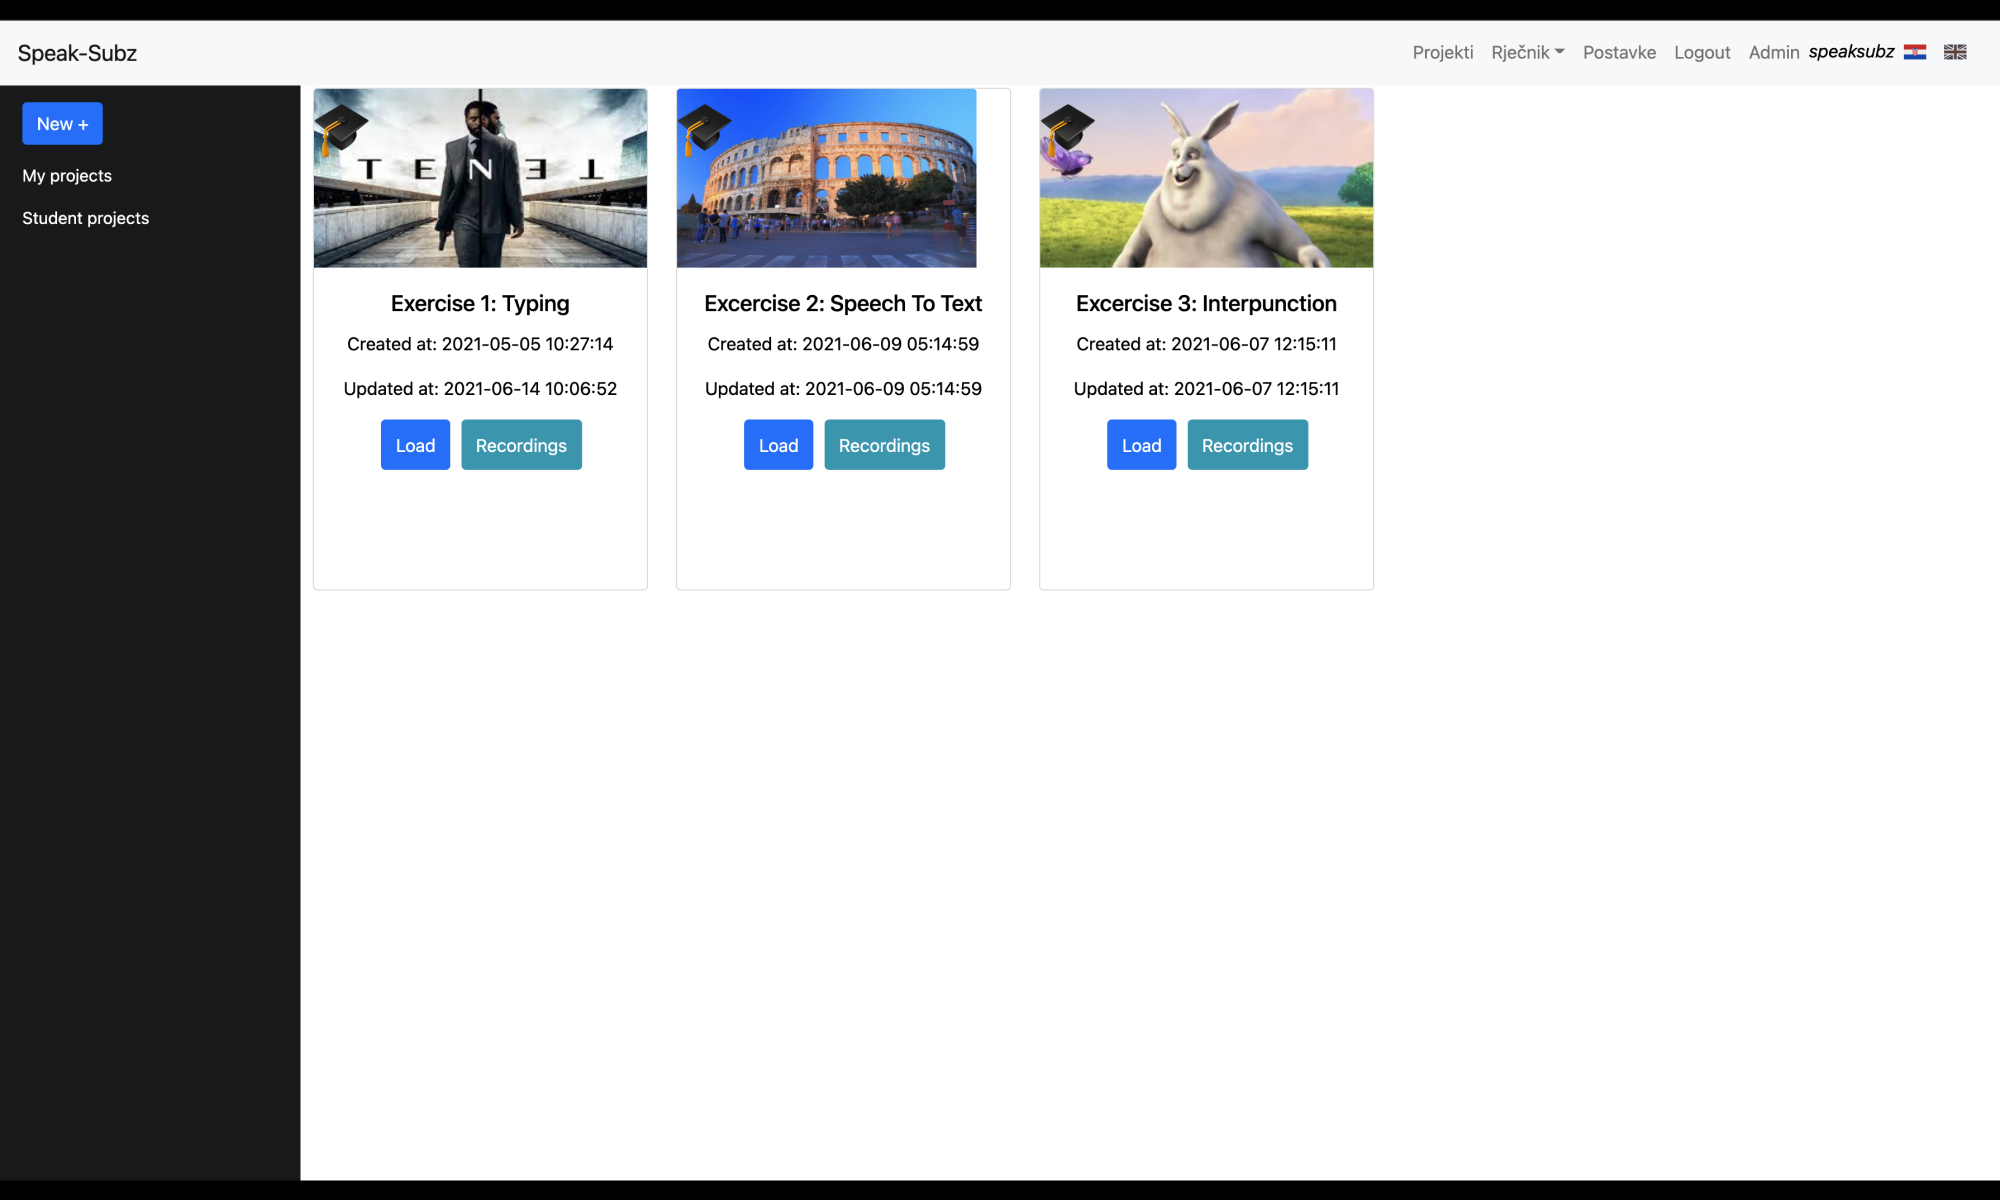 Speak-Subz
Projekti Rječnik Postavke Logout Admin speaksubz
New +
My projects
Student projects
TENET
Exercise 1: Typing
Created at: 2021-05-05 10:27:14
Updated at: 2021-06-14 10:06:52
Load Recordings
Excercise 2: Speech To Text
Created at: 2021-06-09 05:14:59
Updated at: 2021-06-09 05:14:59
Load Recordings
Excercise 3: Interpunction
Created at: 2021-06-07 12:15:11
Updated at: 2021-06-07 12:15:11
Load Recordings